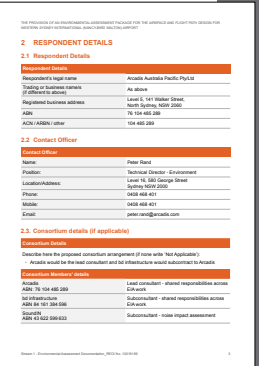 THE PROVISION OF AN ENVIRONMENTAL ASSESSMENT PACKAGE FOR THE AIRSPACE AND FLIGHT PATH DESIGN FOR
WESTERN SYDNEY INTERNATIONAL (NANCY-BIRD WALTON) AIRPORT
2 RESPONDENT DETAILS
2.1 Respondent Details
Respondent Details
Respondent's legal name Arcadis Australia Pacific Pty/Ltd
Trading or business name/s As above
(if different to above)
Registered business address Level 5, 141 Walker Street,
North Sydney, NSW 2060
ABN 76 104 485 289
ACN / ARBN / other 104 485 289
2.2 Contact Officer
Contact Officer
Name: Peter Rand
Position: Technical Director - Environment
Location/Address: Level 16, 580 George Street
Sydney NSW 2000
Phone: 0408 468 401
Mobile: 0408 468 401
Email: peter.rand@arcadis.com
2.3. Consortium details (if applicable)
Consortium Details
Describe here the proposed consortium arrangement (if none write 'Not Applicable'):
- Arcadis would be the lead consultant and bd infrastructure would subcontract to Arcadis
Consortium Members' details
Arcadis Lead consultant - shared responsibilities across
ABN: 76 104 485 289 EIA work
bd infrastructure Subconsultant - shared responsibilities across
ABN 84 161 384 596 EIA work
SoundIN Subconsultant - noise impact assessment
ABN 43 622 599 633